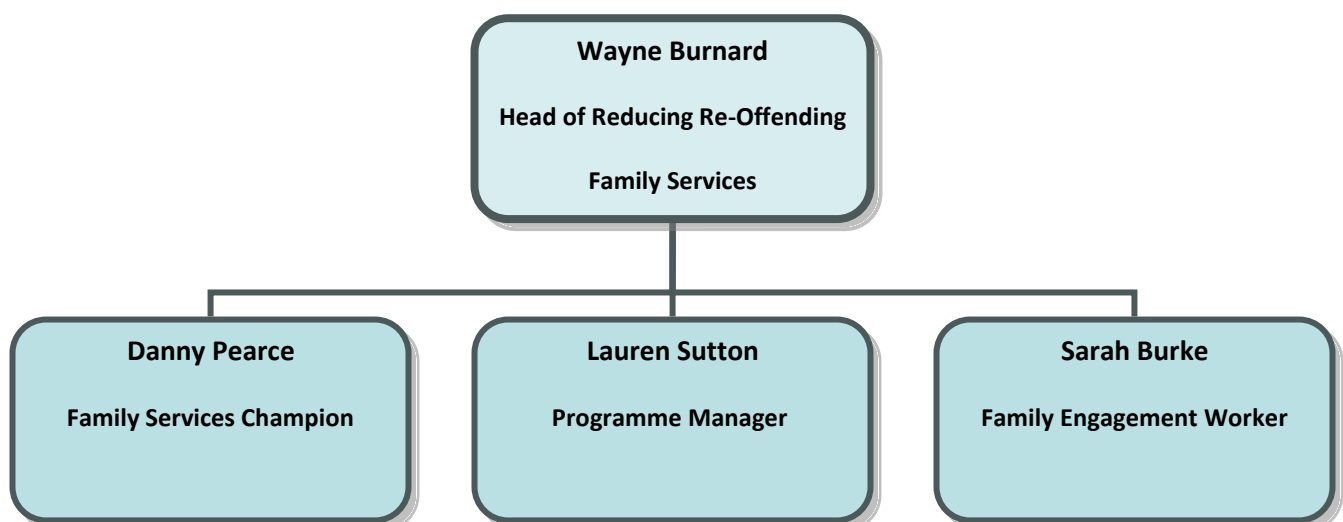 Wayne Burnard
Head of Reducing Re-Offending
Family Services
Danny Pearce
Family Services Champion
Lauren Sutton
Programme Manager
Sarah Burke
Family Engagement Worker